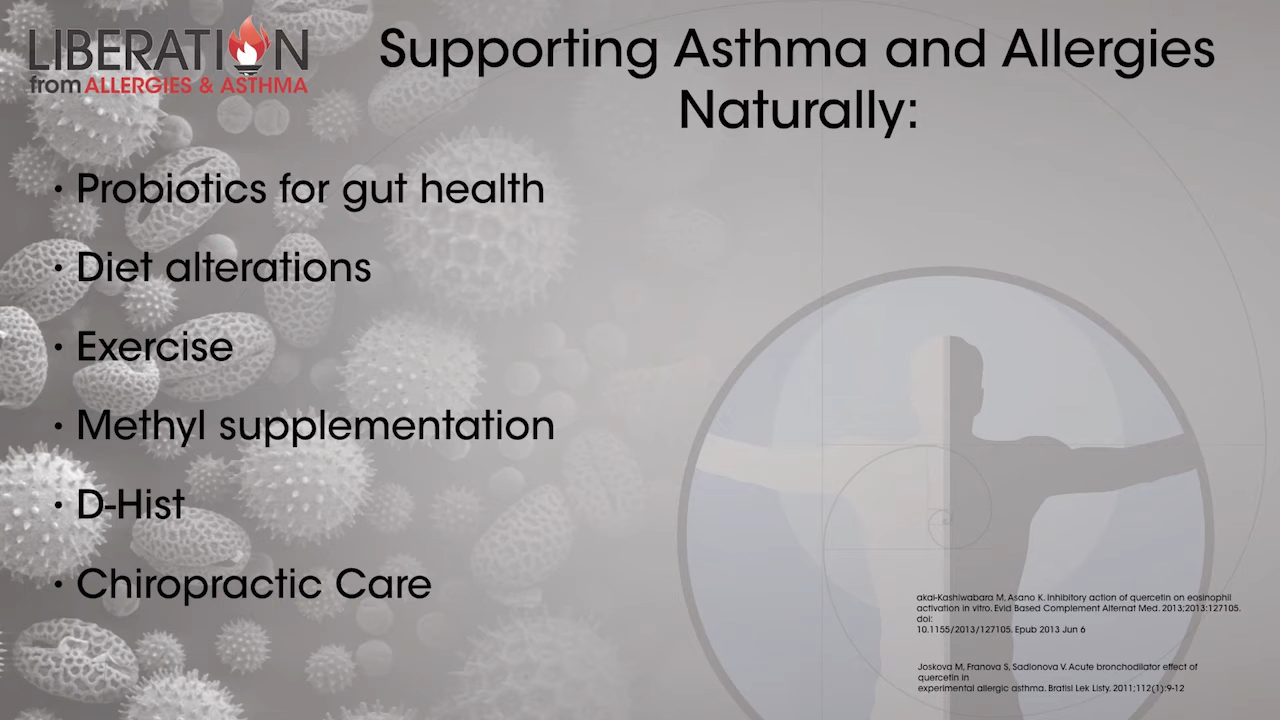 LIBERATION
from ALLERGIES & ASTHMA
Supporting Asthma and Allergies
Naturally:
• Probiotics for gut health
• Diet alterations
• Exercise
• Methyl supplementation
• D-Hist
• Chiropractic Care
akai-Kashiwabara M, Asano K. Inhibitory action of quercetin on eosinophil
activation in vitro. Evid Based Complement Alternat Med. 2013;2013:127105.
doi:
10.1155/2013/127105. Epub 2013 Jun 6
Joskova M, Franova S, Sadlonova V. Acute bronchodilator effect of
quercetin in
experimental allergic asthma. Bratisl Lek Listy. 2011;112(1):9-12